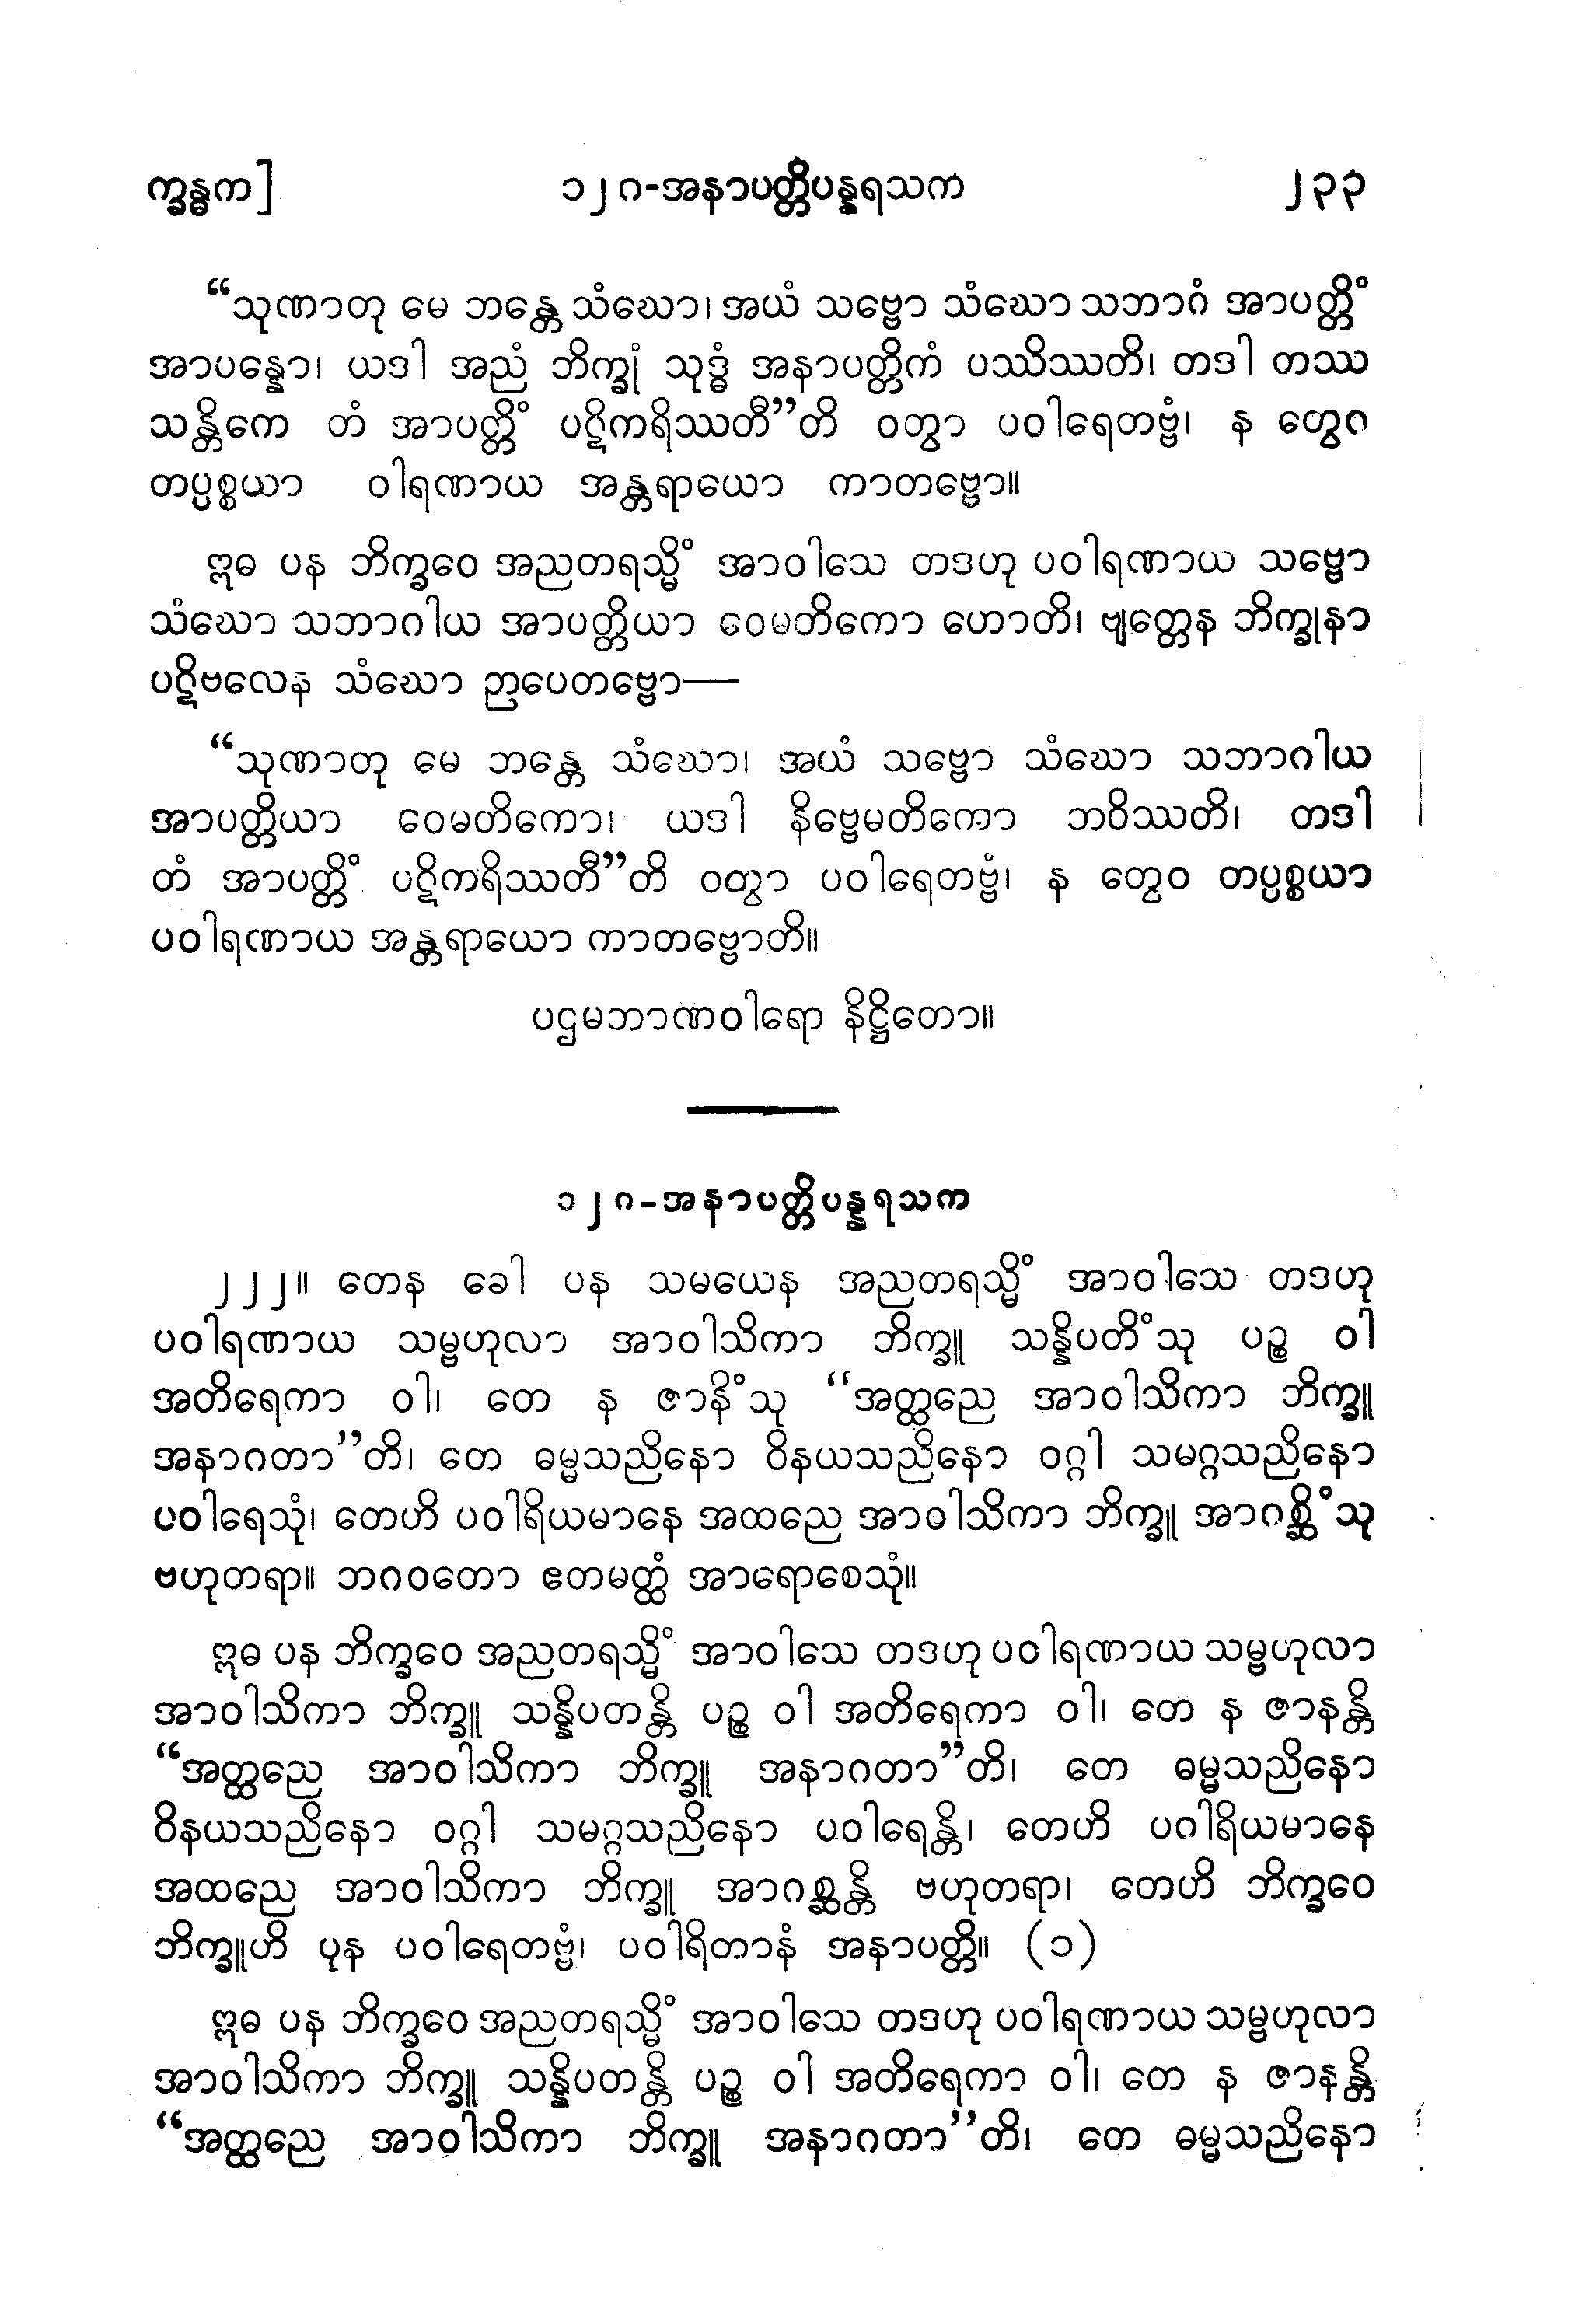 က္ခန္ဓက]
၁၂ဂ-အနာပတ္တိပန္နရသက
၂၃၃
“သုဏာတု မေ ဘန္တေ သံဃော၊ အယံ သဗ္ဗော သံဃော သဘာဂံ အာပတ္တိံ
အာပန္နော၊ ယဒါ အညံ ဘိက္ခုံ သုဒ္ဓံ အနာပတ္တိကံ ပဿိဿတိ၊ တဒါ တဿ
သန္တိကေ တံ အာပတ္တိံ ပဋိကရိဿတီ”တိ ဝတွာ ပဝါရေတဗ္ဗံ၊ န တွေဂ
တပ္ပစ္စယာ ဝါရဏာယ အန္တရာယော ကာတဗ္ဗော။
ဣဓ ပန ဘိက္ခဝေ အညတရသ္မိံ အာဝါသေ တဒဟု ပဝါရဏာယ သဗ္ဗော
သံဃော သဘာဂါယ အာပတ္တိယာ ဝေမတိကော ဟောတိ၊ ဗျတ္တေန ဘိက္ခုနာ
ပဋိဗလေန သံဃော ဉာပေတဗ္ဗော—
“သုဏာတု မေ ဘန္တေ သံဃော၊ အယံ သဗ္ဗော သံဃော သဘာဂါယ
အာပတ္တိယာ ဝေမတိကော၊ ယဒါ နိဗ္ဗေမတိကော ဘဝိဿတိ၊ တဒါ
တံ အာပတ္တိံ ပဋိကရိဿတီ”တိ ဝတွာ ပဝါရေတဗ္ဗံ၊ န တွေဝ တပ္ပစ္စယာ
ပဝါရဏာယ အန္တရာယော ကာတဗ္ဗောတိ။
ပဌမဘာဏဝါရော နိဋ္ဌိတော။
၁၂ဂ-အနာပတ္တိပန္နရသက
၂၂၂။ တေန ခေါ ပန သမယေန အညတရသ္မိံ အာဝါသေ တဒဟု
ပဝါရဏာယ သမ္ဗဟုလာ အာဝါသိကာ ဘိက္ခူ သန္နိပတိံသု ပဉ္စ ဝါ
အတိရေကာ ဝါ၊ တေ န ဇာနိံသု “အတ္ထညေ အာဝါသိကာ ဘိက္ခူ
အနာဂတာ”တိ၊ တေ ဓမ္မသညိနော ဝိနယသညိနော ဝဂ္ဂါ သမဂ္ဂသညိနော
ပဝါရေသုံ၊ တေဟိ ပဝါရိယမာနေ အထညေ အာဝါသိကာ ဘိက္ခူ အာဂစ္ဆိံသု
ဗဟုတရာ။ ဘဂဝတော ဧတမတ္ထံ အာရောစေသုံ။
ဣဓ ပန ဘိက္ခဝေ အညတရသ္မိံ အာဝါသေ တဒဟု ပဝါရဏာယ သမ္ဗဟုလာ
အာဝါသိကာ ဘိက္ခူ သန္နိပတန္တိ ပဉ္စ ဝါ အတိရေကာ ဝါ၊ တေ န ဇာနန္တိ
“အတ္ထညေ အာဝါသိကာ ဘိက္ခူ အနာဂတာ”တိ၊ တေ ဓမ္မသညိနော
ဝိနယသညိနော ဝဂ္ဂါ သမဂ္ဂသညိနော ပဝါရေန္တိ၊ တေဟိ ပဂါရိယမာနေ
အထညေ အာဝါသိကာ ဘိက္ခူ အာဂစ္ဆန္တိ ဗဟုတရာ၊ တေဟိ ဘိက္ခဝေ
ဘိက္ခူဟိ ပုန ပဝါရေတဗ္ဗံ၊ ပဝါရိတာနံ အနာပတ္တိ။ (၁)
ဣဓ ပန ဘိက္ခဝေ အညတရသ္မိံ အာဝါသေ တဒဟု ပဝါရဏာယ သမ္ဗဟုလာ
အာဝါသိကာ ဘိက္ခူ သန္နိပတန္တိ ပဉ္စ ဝါ အတိရေကာ ဝါ၊ တေ န ဇာနန္တိ
“အတ္ထညေ အာဝါသိကာ ဘိက္ခူ အနာဂတာ”တိ၊ တေ ဓမ္မသညိနော